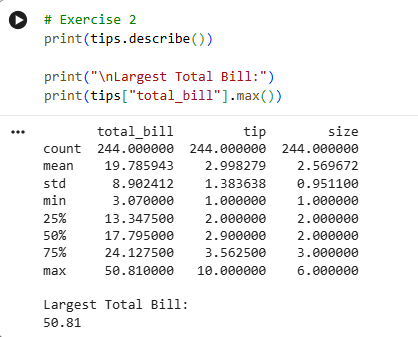 # Exercise 2
print(tips.describe())
print("\nLargest Total Bill:")
print(tips["total_bill"].max())
total_bill tip size
count 244.000000 244.000000 244.000000
mean 19.785943 2.998279 2.569672
std 8.902412 1.383638 0.951100
min 3.070000 1.000000 1.000000
25% 13.347500 2.000000 2.000000
50% 17.795000 2.900000 2.000000
75% 24.127500 3.562500 3.000000
max 50.810000 10.000000 6.000000
Largest Total Bill:
50.81